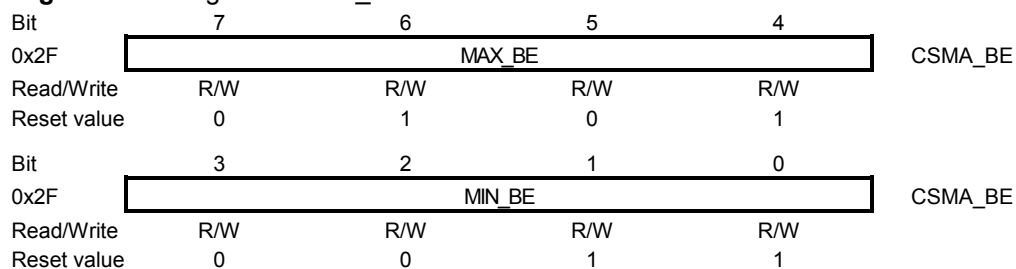 Bit 7 6 5 4
0x2F MAX_BE CSMA_BE
Read/Write R/W R/W R/W R/W
Reset value 0 1 0 1
Bit 3 2 1 0
0x2F MIN_BE CSMA_BE
Read/Write R/W R/W R/W R/W
Reset value 0 0 1 1